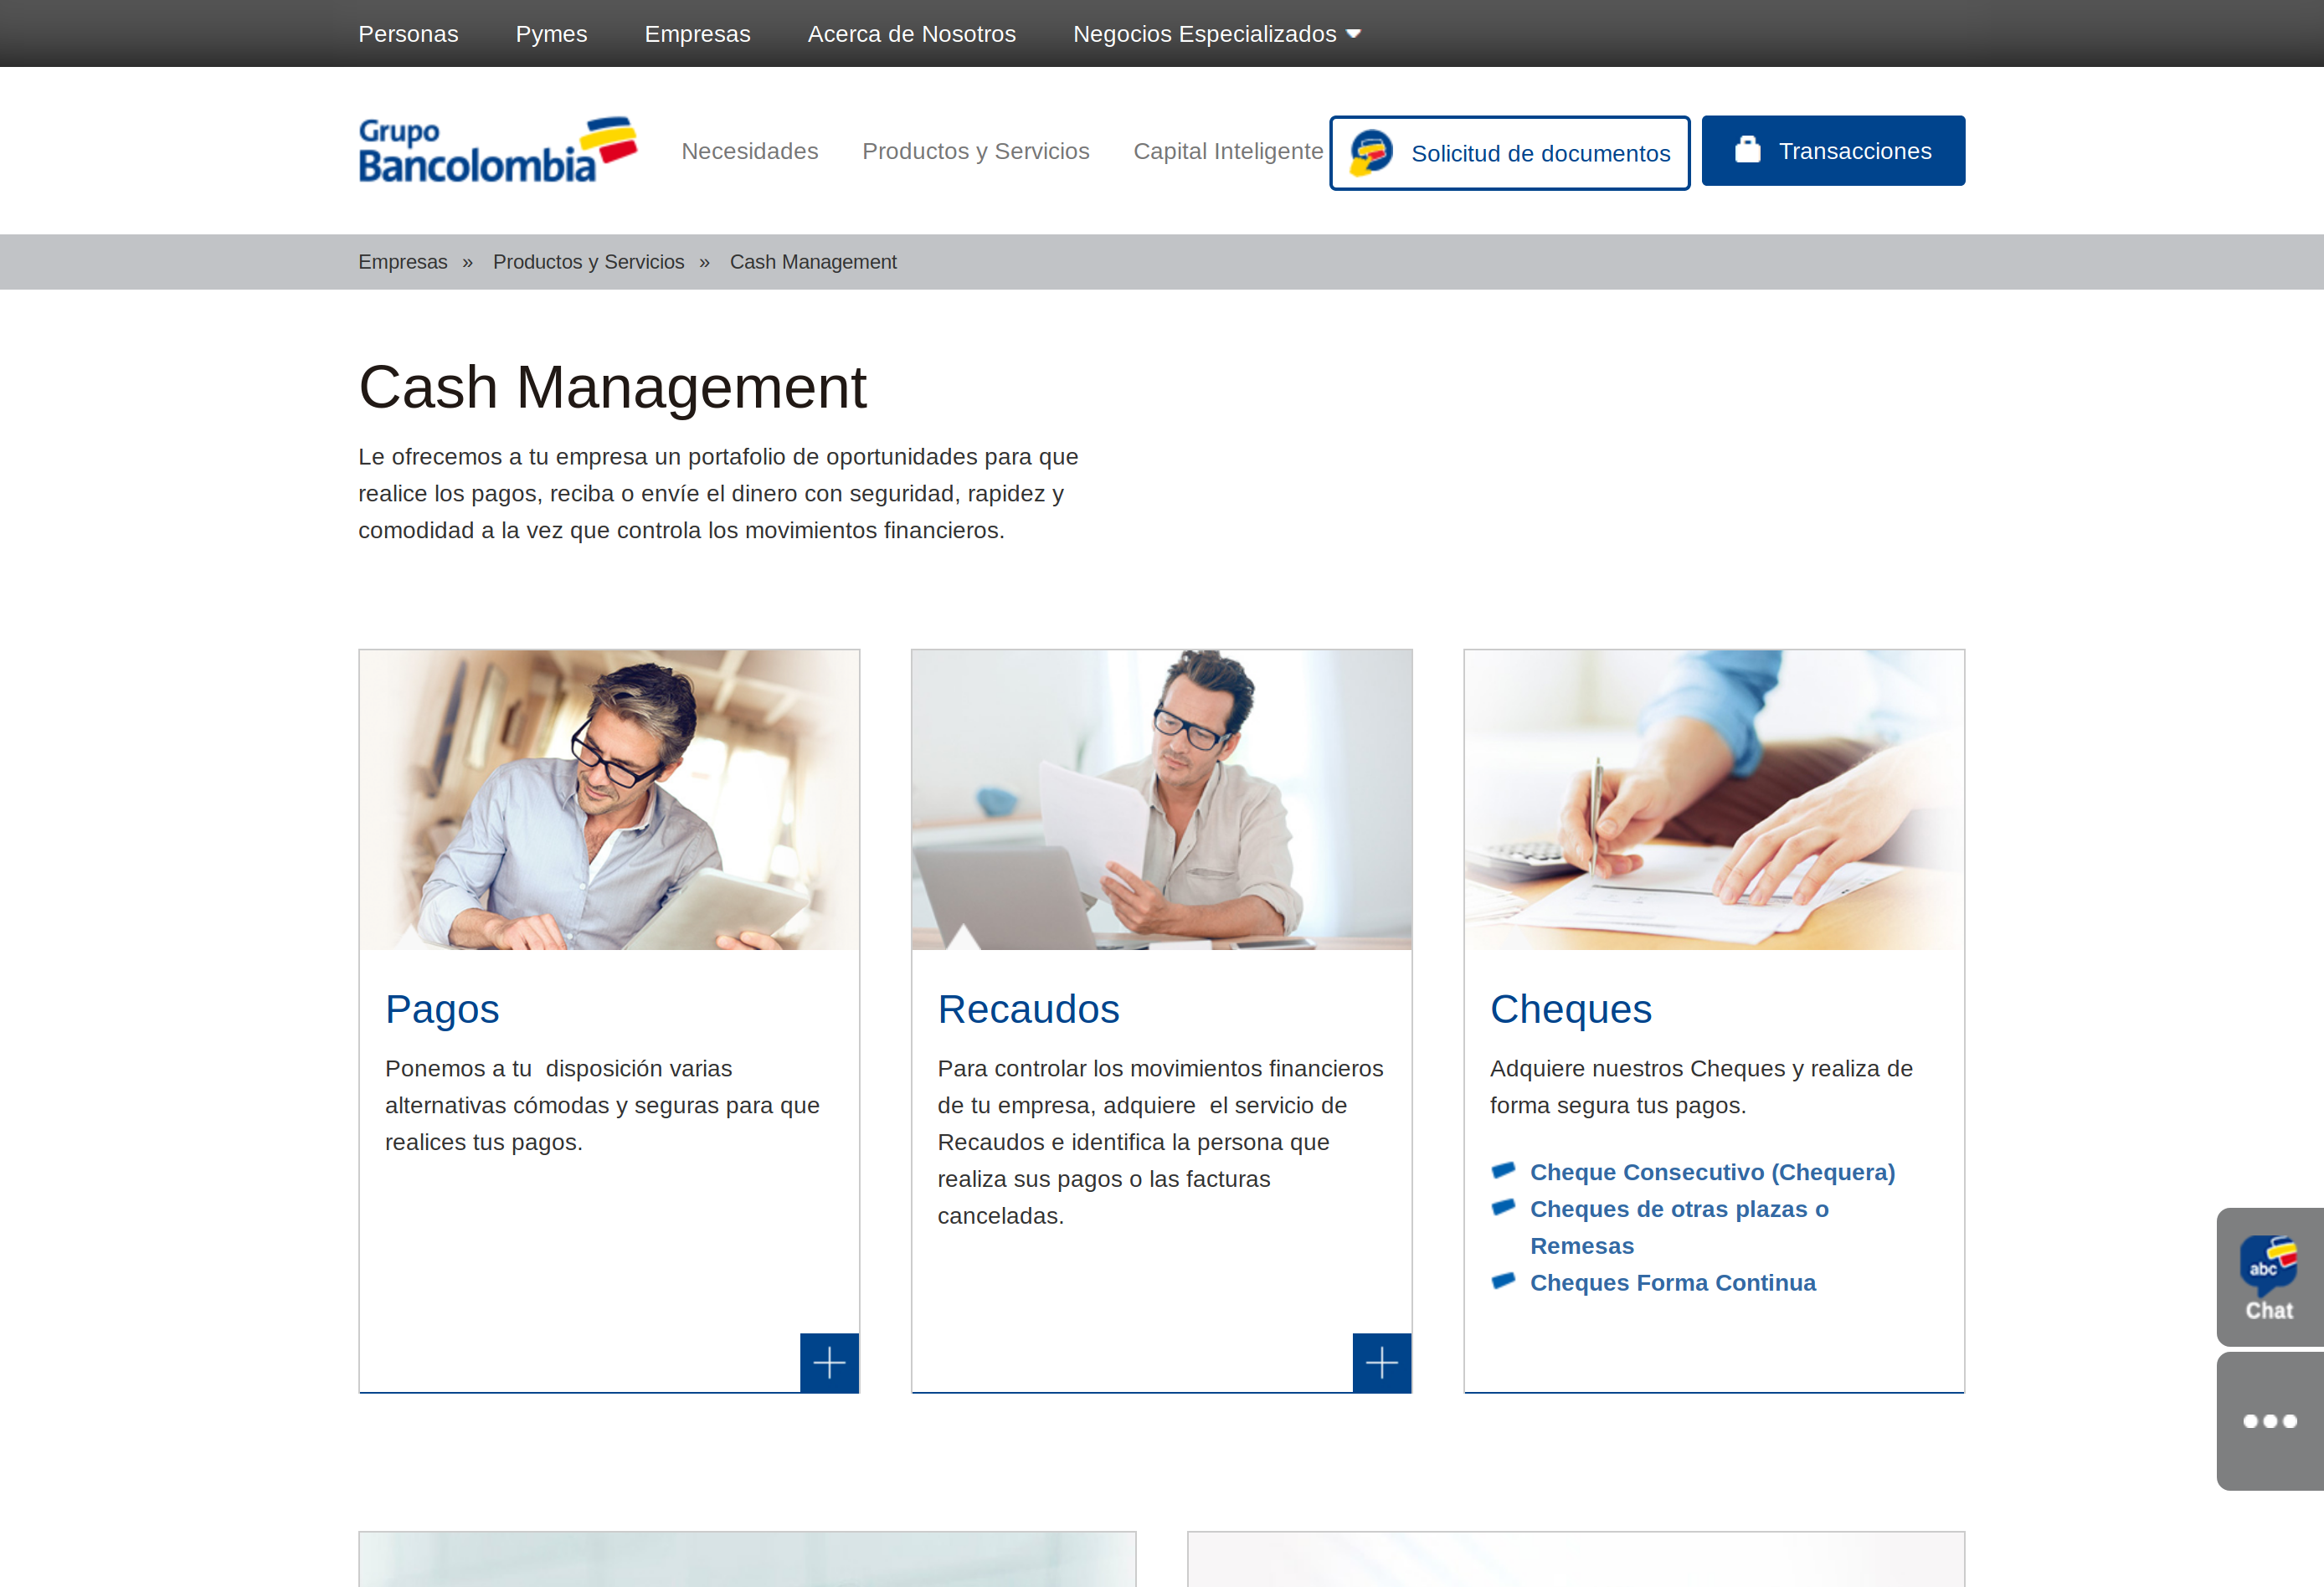 Personas Pymes Empresas Acerca de Nosotros Negocios Especializados
Grupo
Bancolombia
Necesidades Productos y Servicios Capital Inteligente Solicitud de documentos Transacciones
Empresas » Productos y Servicios » Cash Management
Cash Management
Le ofrecemos a tu empresa un portafolio de oportunidades para que
realice los pagos, reciba o envíe el dinero con seguridad, rapidez y
comodidad a la vez que controla los movimientos financieros.
Pagos
Ponemos a tu  disposición varias
alternativas cómodas y seguras para que
realices tus pagos.
Recaudos
Para controlar los movimientos financieros
de tu empresa, adquiere  el servicio de
Recaudos e identifica la persona que
realiza sus pagos o las facturas
canceladas.
Cheques
Adquiere nuestros Cheques y realiza de
forma segura tus pagos.
Cheque Consecutivo (Chequera)
Cheques de otras plazas o
Remesas
Cheques Forma Continua
abc
Chat